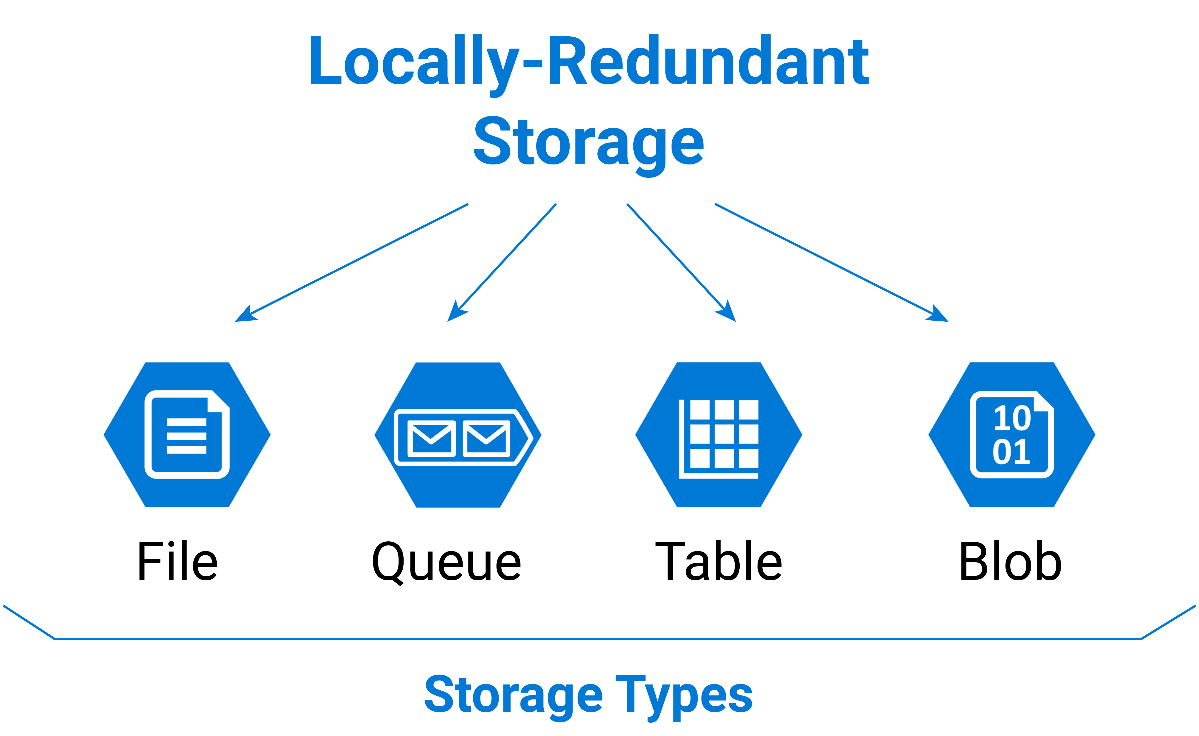 Locally-Redundant
Storage
10
01
File
Queue
Table
Blob
Storage Types